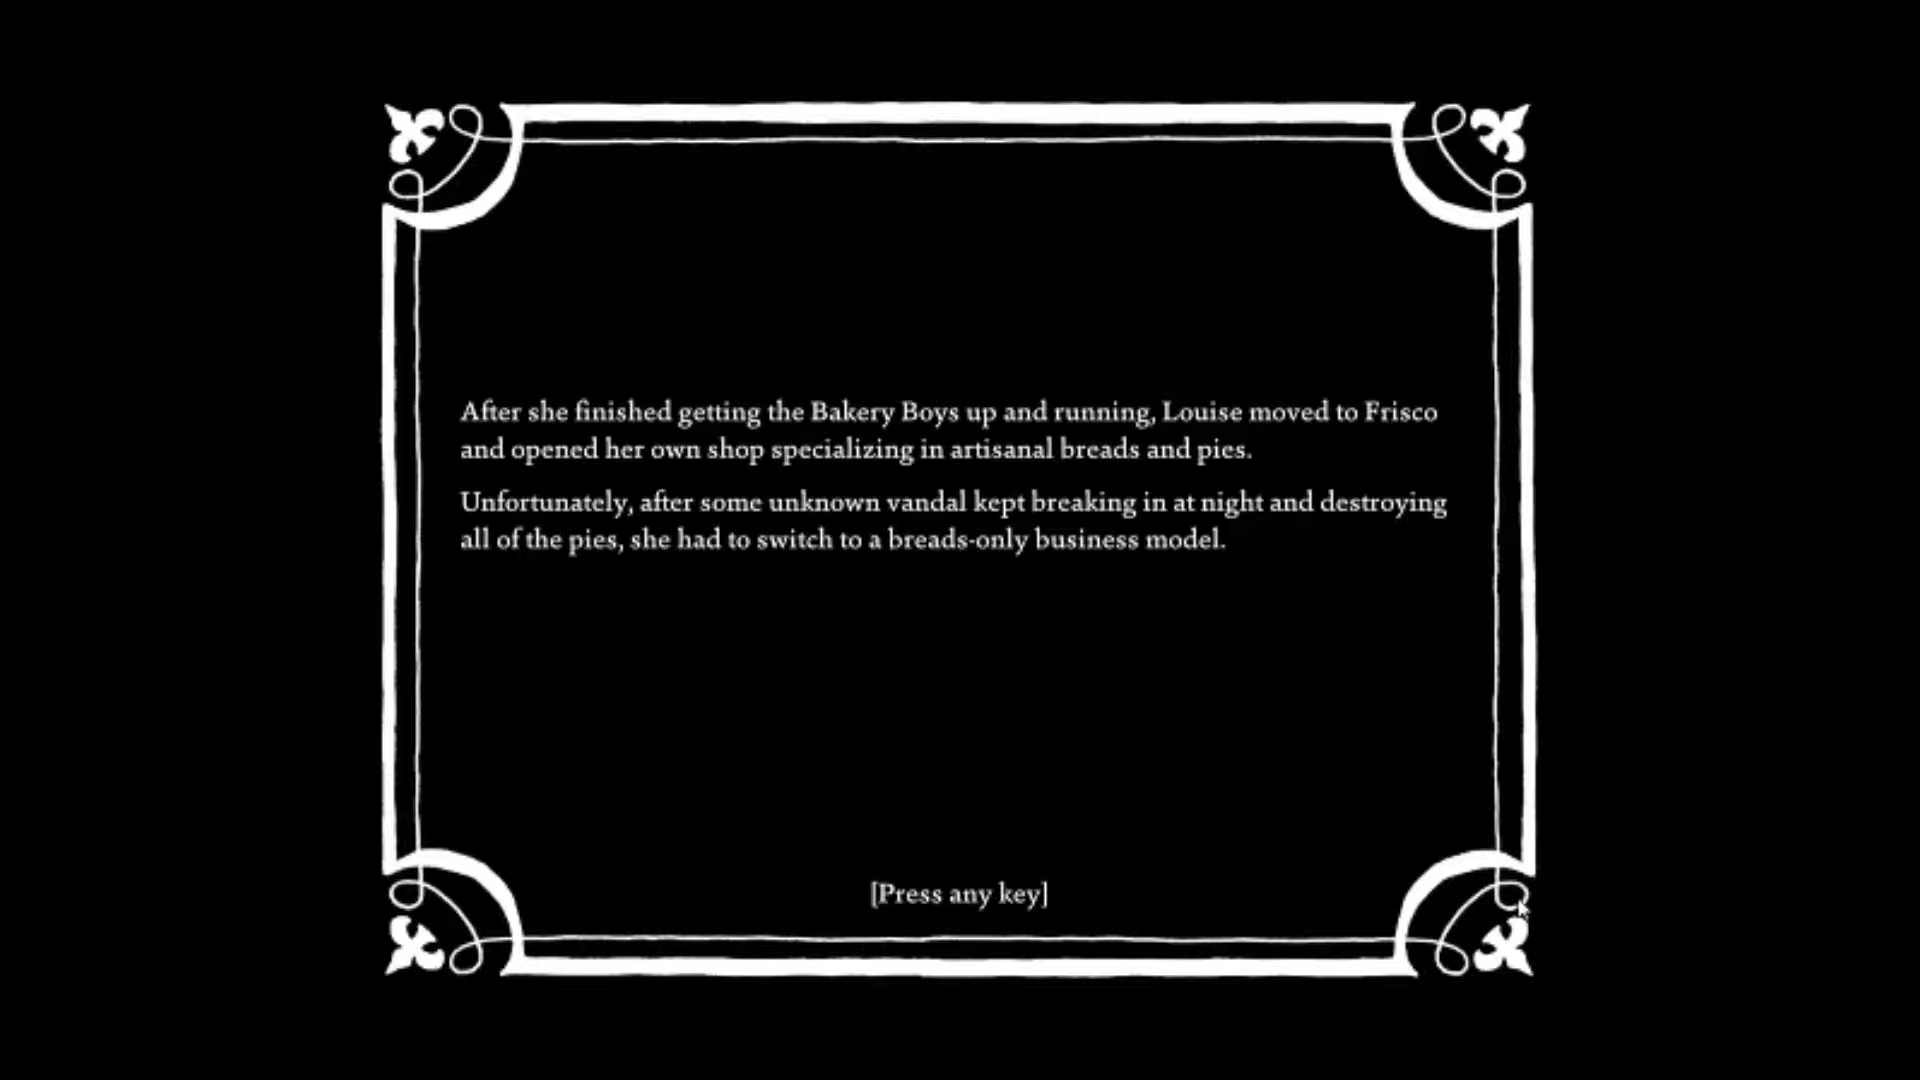 After she finished getting the Bakery Boys up and running, Louise moved to Frisco
and opened her own shop specializing in artisanal breads and pies.
Unfortunately, after some unknown vandal kept breaking in at night and destroying
all of the pies, she had to switch to a breads-only business model.
[Press any key]